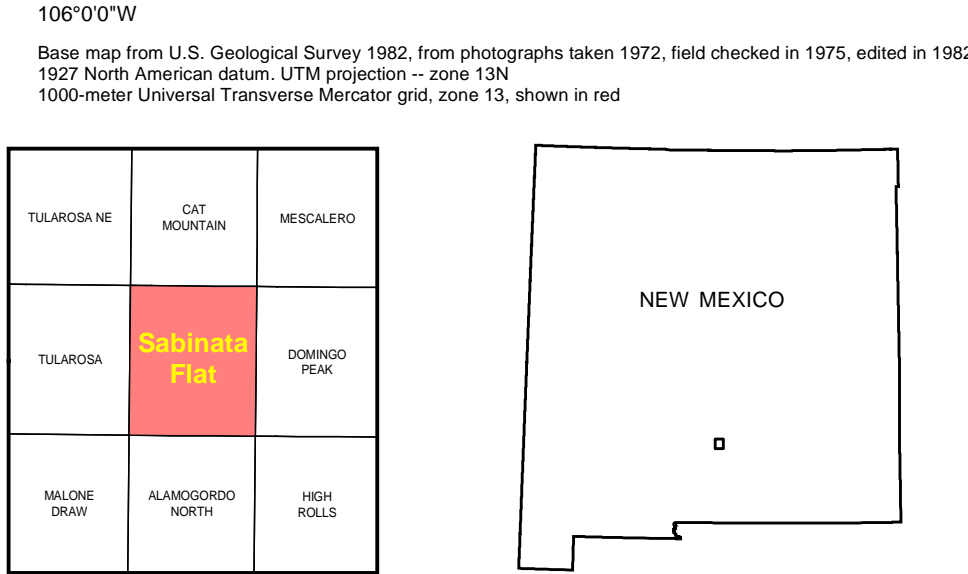 106°0'0"W
Base map from U.S. Geological Survey 1982, from photographs taken 1972, field checked in 1975, edited in 1982
1927 North American datum. UTM projection -- zone 13N
1000-meter Universal Transverse Mercator grid, zone 13, shown in red
TULAROSA NE
CAT
MOUNTAIN
MESCALERO
TULAROSA
Sabinata
Flat
DOMINGO
PEAK
MALONE
DRAW
ALAMOGORDO
NORTH
HIGH
ROLLS
NEW MEXICO